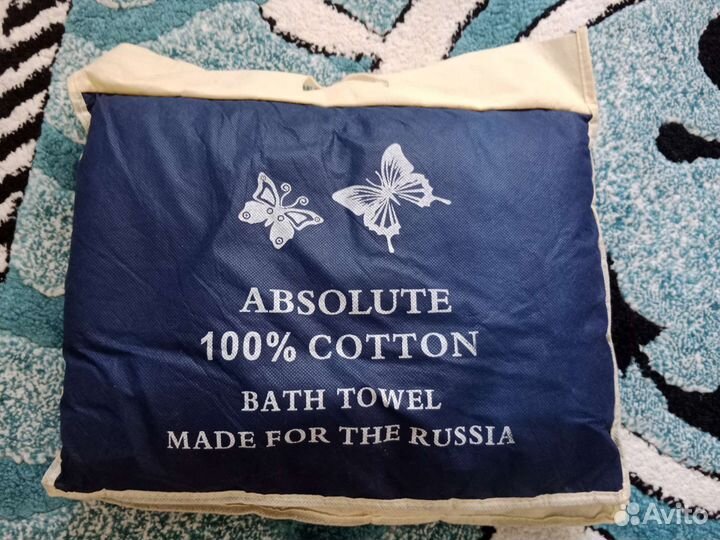 ABSOLUTE
100% COTTON
BATH TOWEL
MADE FOR THE RUSSIA
Avito